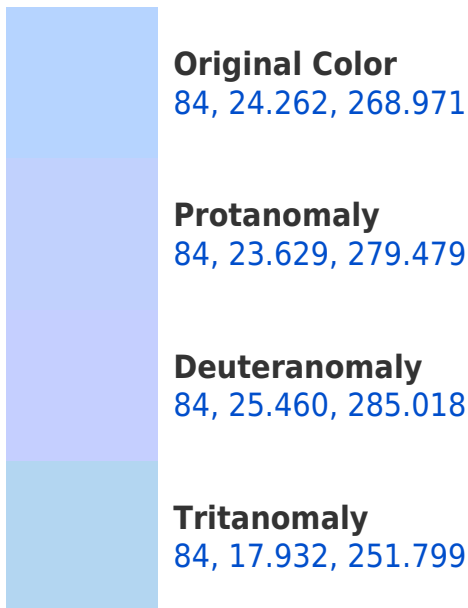 Original Color
84, 24.262, 268.971
Protanomaly
84, 23.629, 279.479
Deuteranomaly
84, 25.460, 285.018
Tritanomaly
84, 17.932, 251.799